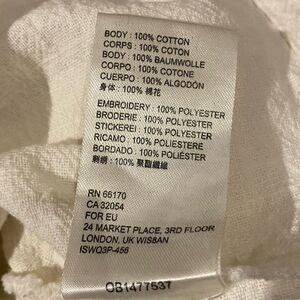 BODY : 100% COTTON
CORPS : 100% COTON
BODY : 100% BAUMWOLLE
CORPO : 100% COTONE
CUERPO : 100% ALGODÓN
身体 : 100% 棉花
EMBROIDERY : 100% POLYESTER
BRODERIE : 100% POLYESTER
STICKEREI : 100% POLYESTER
RICAMO : 100% POLIESTERE
BORDADO : 100% POLIÉSTER
刺绣 : 100% 聚酯纖維
RN 66170
CA 32054
FOR EU
24 MARKET PLACE, 3RD FLOOR
LONDON, UK WIS8AN
ISWQ3P-456
OB1477537